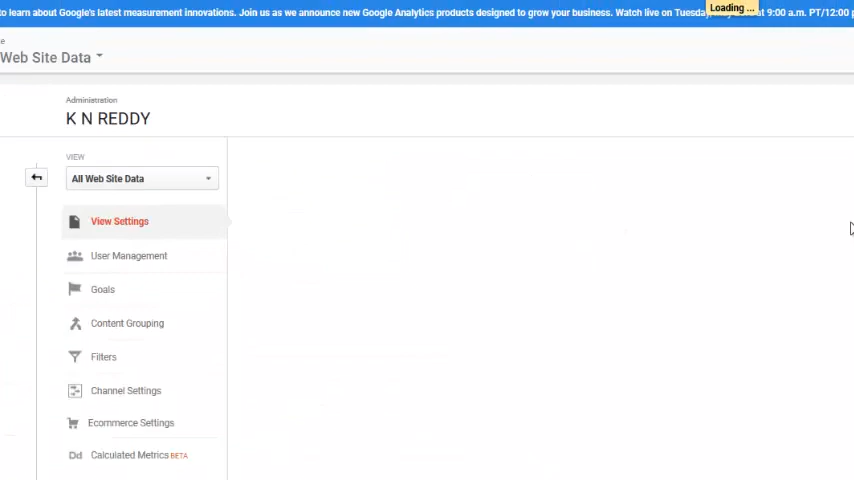 to learn about Google's latest measurement innovations. Join us as we announce new Google Analytics products designed to grow your business. Watch live on Tuesday, at 9:00 a.m. PT/12:00 p
Loading ...
Web Site Data
Administration
K N REDDY
VIEW
All Web Site Data
View Settings
User Management
Goals
Content Grouping
Filters
Channel Settings
Ecommerce Settings
Dd Calculated Metrics BETA